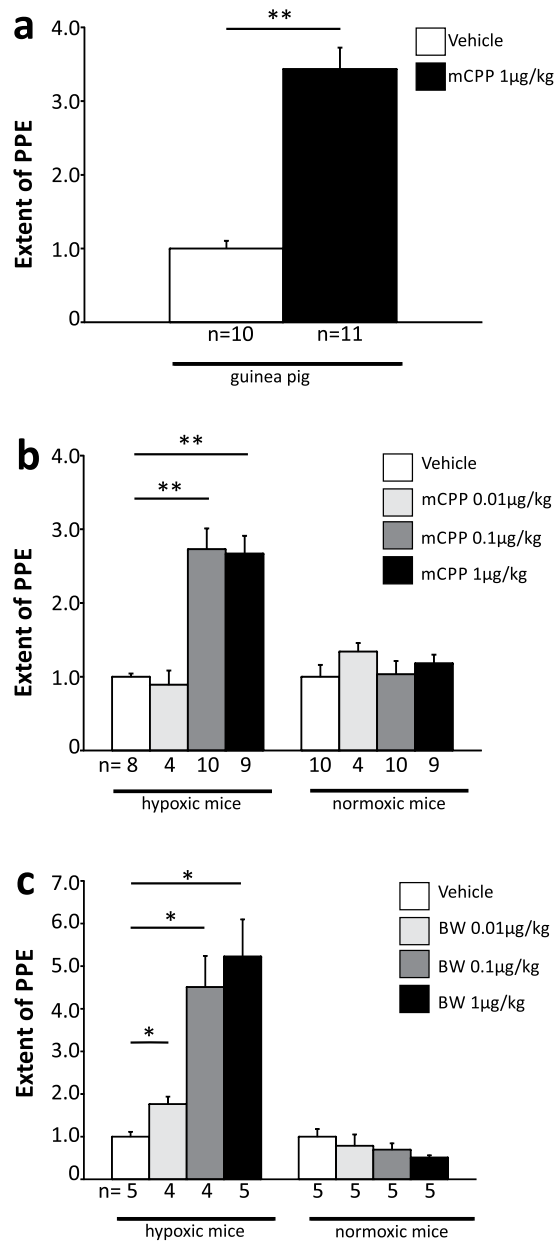 a
**
4.0
3.0
2.0
1.0
0
Extent of PPE
Vehicle
mCPP 1µg/kg
n=10 n=11
guinea pig
b
**
**
4.0
3.0
2.0
1.0
0
Extent of PPE
Vehicle
mCPP 0.01µg/kg
mCPP 0.1µg/kg
mCPP 1µg/kg
n= 8 4 10 9 10 4 10 9
hypoxic mice normoxic mice
c
*
*
*
7.0
6.0
5.0
4.0
3.0
2.0
1.0
0
Extent of PPE
Vehicle
BW 0.01µg/kg
BW 0.1µg/kg
BW 1µg/kg
n= 5 4 4 5 5 5 5 5
hypoxic mice normoxic mice